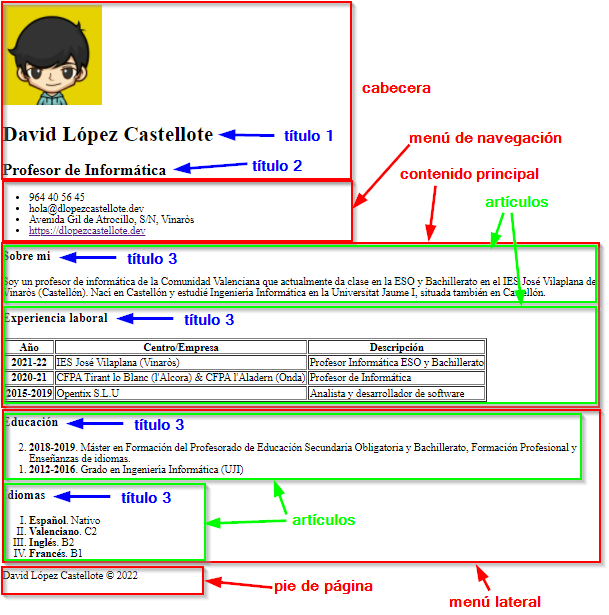 cabecera
David López Castellote
título 1
Profesor de Informática
título 2
menú de navegación
contenido principal
964 40 56 45
hola@dlopezcastellote.dev
Avenida Gil de Atrocillo, S/N, Vinaròs
https://dlopezcastellote.dev
artículos
Sobre mi
título 3
Soy un profesor de informática de la Comunidad Valenciana que actualmente da clase en la ESO y Bachillerato en el IES José Vilaplana de
Vinaròs (Castellón). Nací en Castellón y estudié Ingeniería Informática en la Universitat Jaume I, situada también en Castellón.
Experiencia laboral
título 3
Año Centro/Empresa Descripción
2021-22 IES José Vilaplana (Vinaròs) Profesor Informática ESO y Bachillerato
2020-21 CFPA Tirant lo Blanc (l'Alcora) & CFPA l'Aladern (Onda) Profesor de Informática
2015-2019 Opentix S.L.U Analista y desarrollador de software
Educación
título 3
2. 2018-2019. Máster en Formación del Profesorado de Educación Secundaria Obligatoria y Bachillerato, Formación Profesional y
Enseñanzas de idiomas.
1. 2012-2016. Grado en Ingeniería Informática (UJI)
Idiomas
título 3
artículos
I. Español. Nativo
II. Valenciano. C2
III. Inglés. B2
IV. Francés. B1
David López Castellote © 2022
pie de página
menú lateral